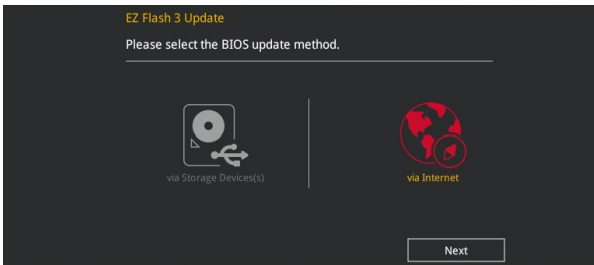 EZ Flash 3 Update
Please select the BIOS update method.
via Storage Devices(s)
via Internet
Next